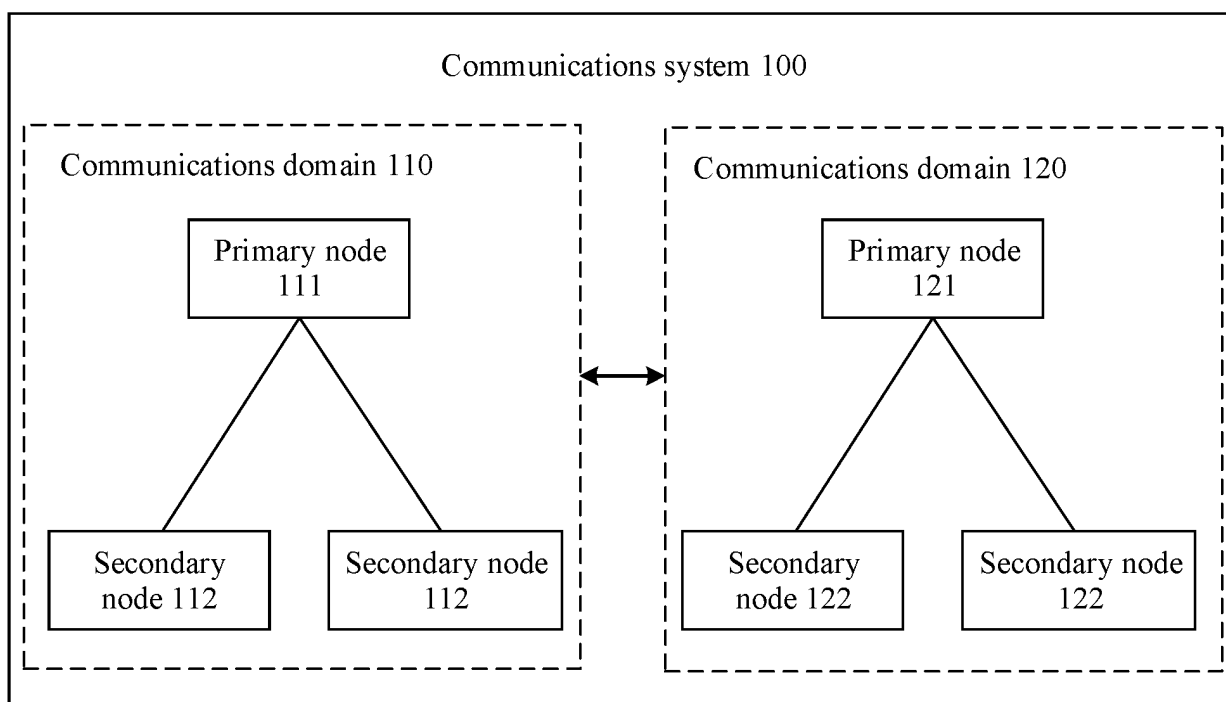 Communications system 100
Communications domain 110
Primary node
111
Secondary
node 112
Secondary node
112
Communications domain 120
Primary node
121
Secondary
node 122
Secondary node
122